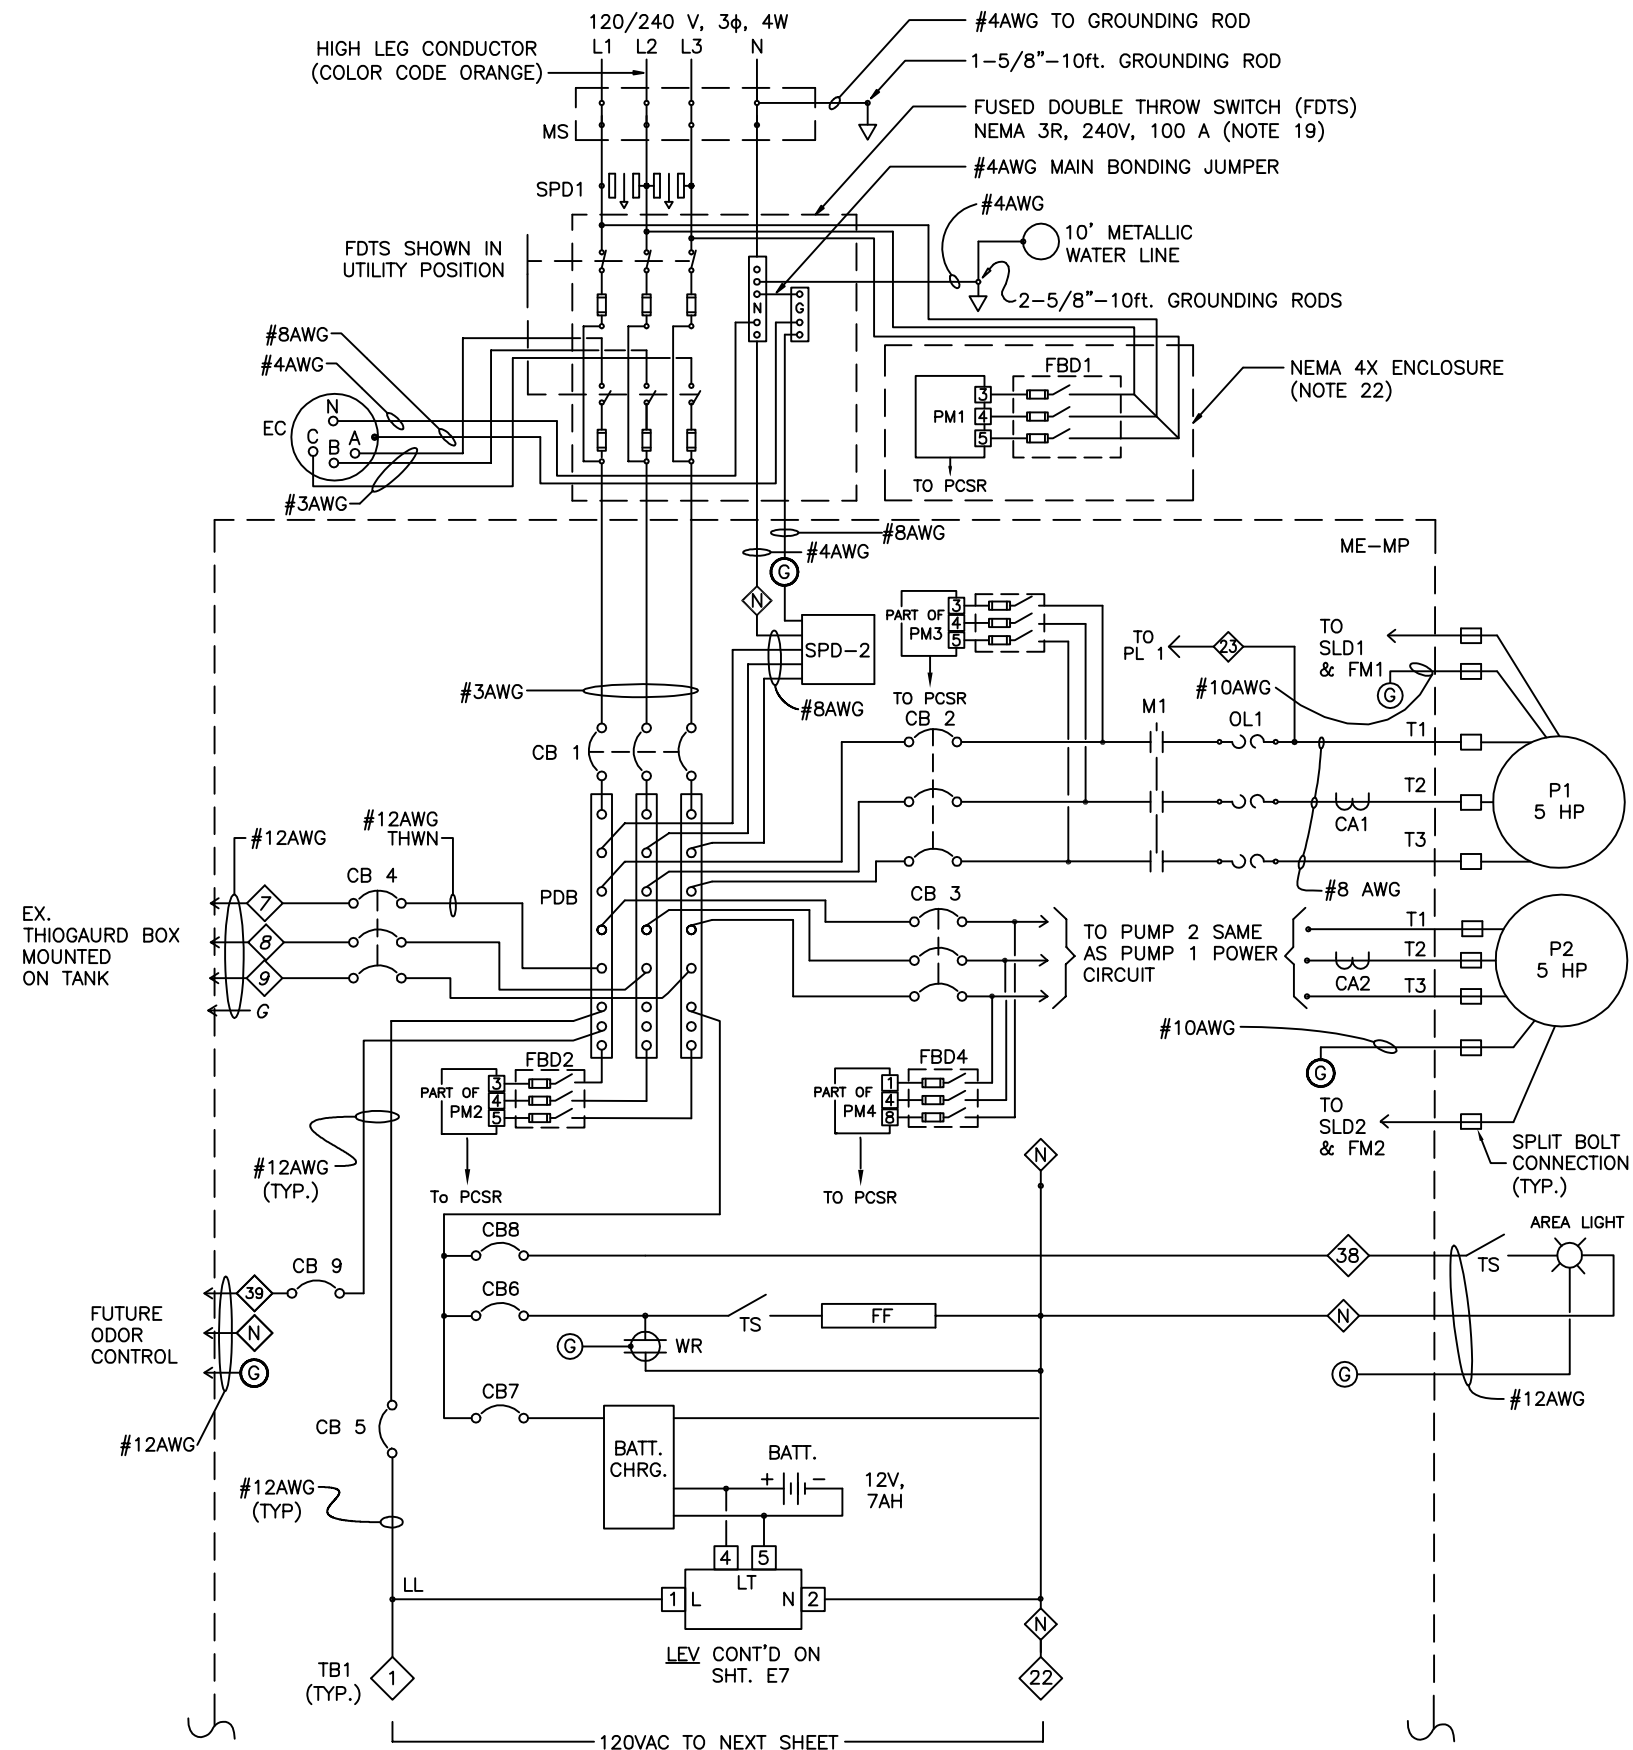 120/240 V, 3ϕ, 4W
L1 L2 L3 N
HIGH LEG CONDUCTOR
(COLOR CODE ORANGE)
MS
#4AWG TO GROUNDING ROD
1-5/8"-10ft. GROUNDING ROD
FUSED DOUBLE THROW SWITCH (FDTS)
NEMA 3R, 240V, 100 A (NOTE 19)
#4AWG MAIN BONDING JUMPER
SPD1
#4AWG
10' METALLIC
WATER LINE
2-5/8"-10ft. GROUNDING RODS
FDTS SHOWN IN
UTILITY POSITION
N
G
#8AWG
#4AWG
EC
N
C
B
A
#3AWG
FBD1
PM1
3
4
5
TO PCSR
NEMA 4X ENCLOSURE
(NOTE 22)
ME-MP
#8AWG
#4AWG
G
N
SPD-2
#8AWG
#3AWG
PART OF
PM3
3
4
5
TO PCSR
TO
PL 1
23
TO
SLD1
& FM1
G
#10AWG
CB 1
CB 2
M1
OL1
T1
T2
T3
CA1
P1
5 HP
#8 AWG
#12AWG
#12AWG
THWN
CB 4
7
8
9
G
EX.
THIOGAURD BOX
MOUNTED
ON TANK
PDB
CB 3
TO PUMP 2 SAME
AS PUMP 1 POWER
CIRCUIT
T1
T2
T3
CA2
P2
5 HP
#10AWG
G
TO
SLD2
& FM2
SPLIT BOLT
CONNECTION
(TYP.)
FBD2
PART OF
PM2
3
4
5
To PCSR
FBD4
PART OF
PM4
1
4
8
TO PCSR
#12AWG
(TYP.)
N
CB8
38
TS
AREA LIGHT
CB 9
39
N
G
FUTURE
ODOR
CONTROL
#12AWG
CB6
TS
FF
G
WR
N
G
#12AWG
CB7
BATT.
CHRG.
BATT.
+ -
12V,
7AH
CB 5
#12AWG
(TYP)
LL
4 5
LT
1 L
N 2
LEV CONT'D ON
SHT. E7
TB1
(TYP.)
1
N
22
120VAC TO NEXT SHEET